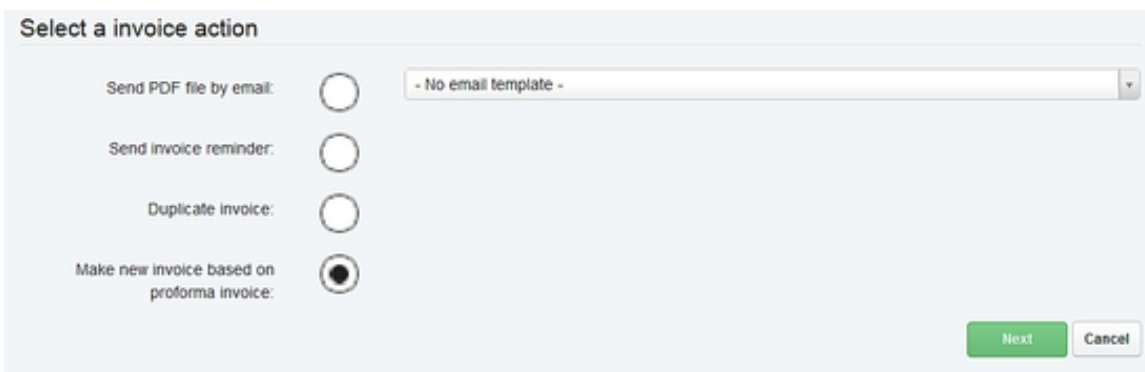 Select a invoice action
Send PDF file by email:
- No email template -
Send invoice reminder:
Duplicate invoice:
Make new invoice based on
proforma invoice:
Next
Cancel